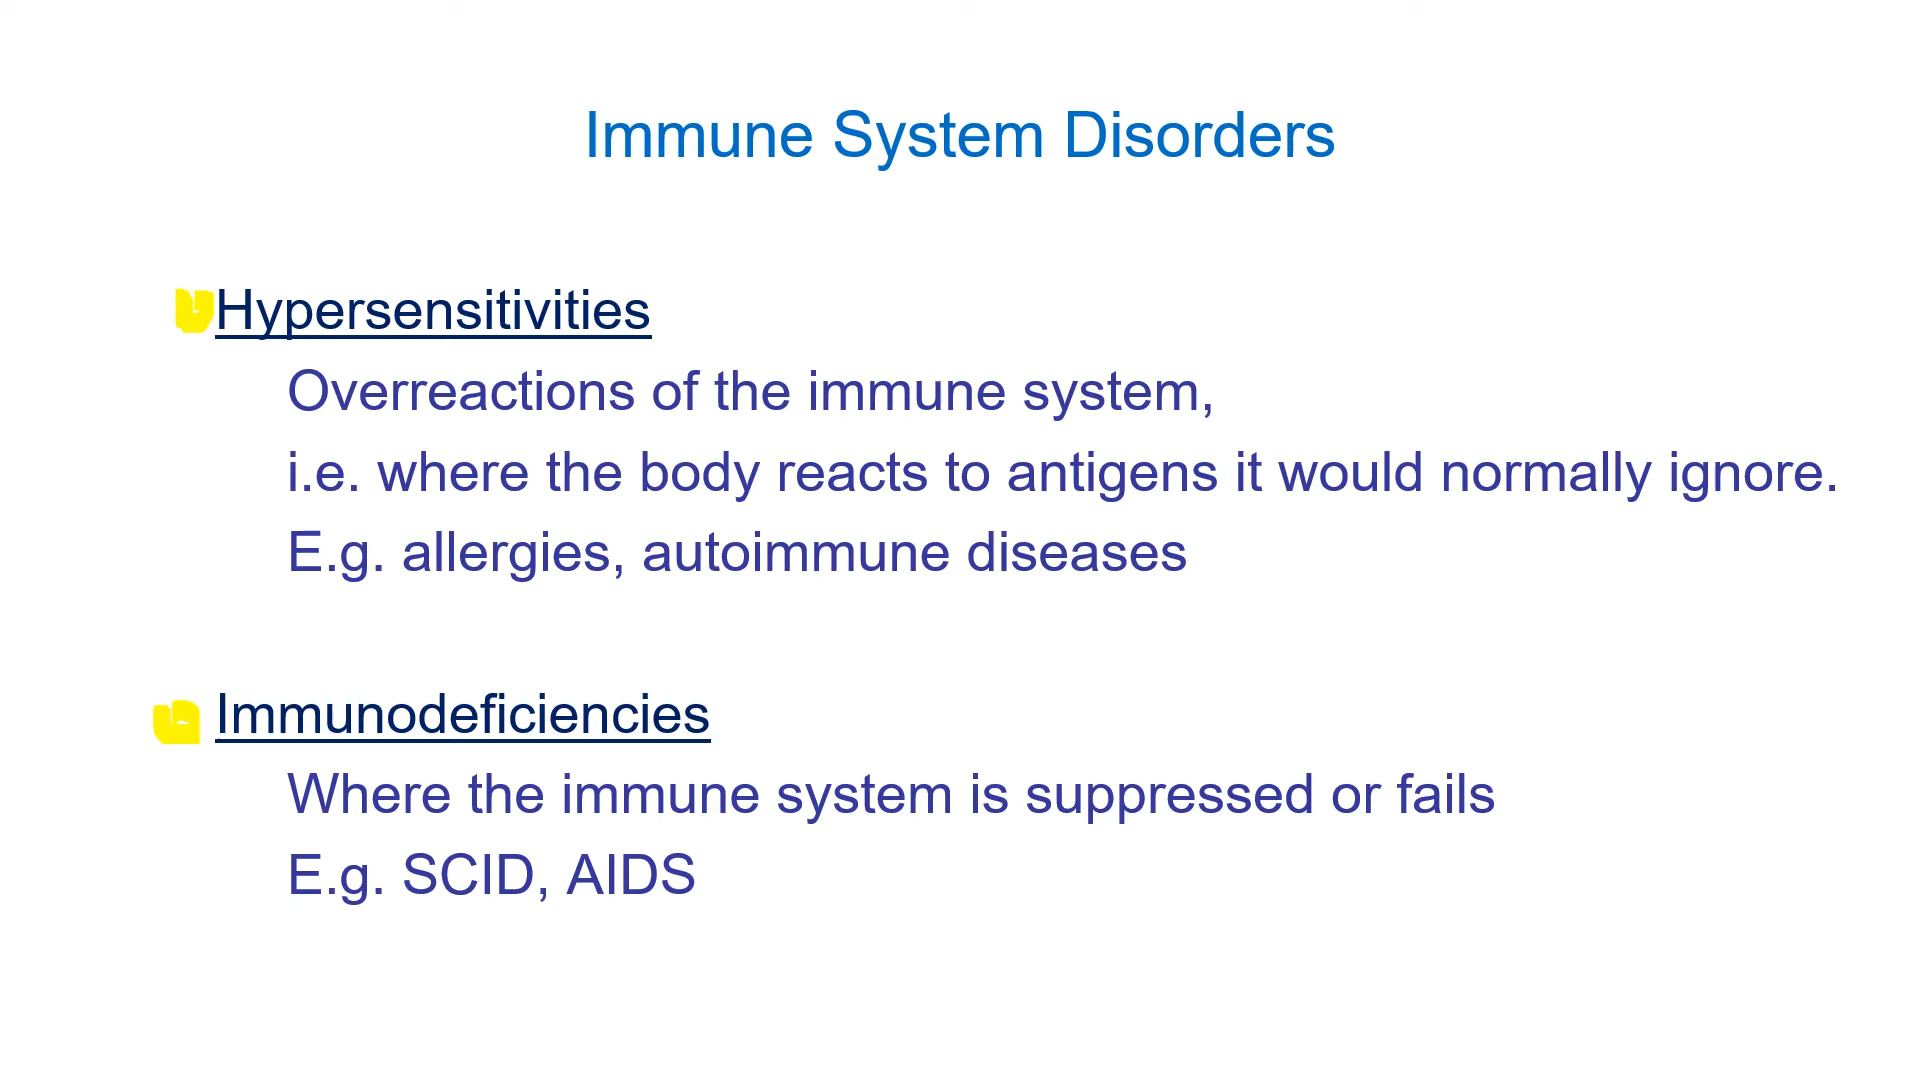 Immune System Disorders
Hypersensitivities
Overreactions of the immune system,
i.e. where the body reacts to antigens it would normally ignore.
E.g. allergies, autoimmune diseases
Immunodeficiencies
Where the immune system is suppressed or fails
E.g. SCID, AIDS